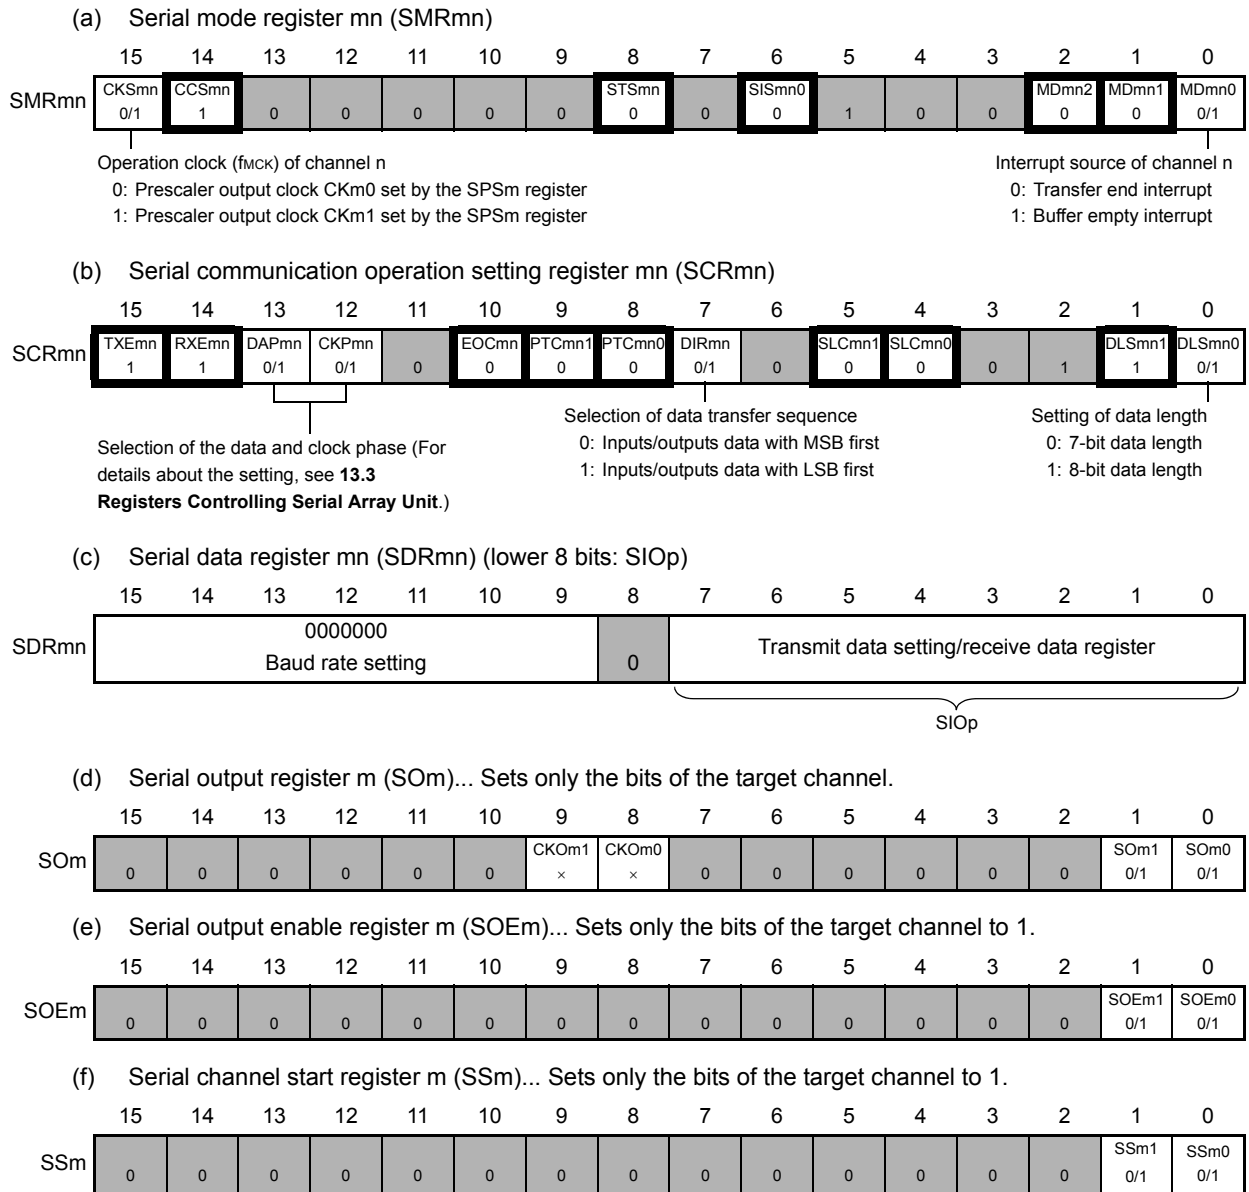 (a) Serial mode register mn (SMRmn)
15 14 13 12 11 10 9 8 7 6 5 4 3 2 1 0
SMRmn
CKSmn CCSmn STSmn SISmn0 MDmn2 MDmn1 MDmn0
0/1 1 0 0 0 0 0 0 0 0 1 0 0 0 0 0/1
Operation clock (fMCK) of channel n
0: Prescaler output clock CKm0 set by the SPSm register
1: Prescaler output clock CKm1 set by the SPSm register
Interrupt source of channel n
0: Transfer end interrupt
1: Buffer empty interrupt
(b) Serial communication operation setting register mn (SCRmn)
15 14 13 12 11 10 9 8 7 6 5 4 3 2 1 0
SCRmn
TXEmn RXEmn DAPmn CKPmn EOCmn PTCmn1 PTCmn0 DIRmn SLCmn1 SLCmn0 DLSmn1 DLSmn0
1 1 0/1 0/1 0 0 0 0 0/1 0 0 0 0 1 1 0/1
Selection of the data and clock phase (For
details about the setting, see 13.3
Registers Controlling Serial Array Unit.)
Selection of data transfer sequence
0: Inputs/outputs data with MSB first
1: Inputs/outputs data with LSB first
Setting of data length
0: 7-bit data length
1: 8-bit data length
(c) Serial data register mn (SDRmn) (lower 8 bits: SIOp)
15 14 13 12 11 10 9 8 7 6 5 4 3 2 1 0
SDRmn
0000000
Baud rate setting
0
Transmit data setting/receive data register
SIOp
(d) Serial output register m (SOm)... Sets only the bits of the target channel.
15 14 13 12 11 10 9 8 7 6 5 4 3 2 1 0
SOm
CKOm1 CKOm0 SOm1 SOm0
0 0 0 0 0 0 × × 0 0 0 0 0 0 0/1 0/1
(e) Serial output enable register m (SOEm)... Sets only the bits of the target channel to 1.
15 14 13 12 11 10 9 8 7 6 5 4 3 2 1 0
SOEm
SOEm1 SOEm0
0 0 0 0 0 0 0 0 0 0 0 0 0 0 0/1 0/1
(f) Serial channel start register m (SSm)... Sets only the bits of the target channel to 1.
15 14 13 12 11 10 9 8 7 6 5 4 3 2 1 0
SSm
SSm1 SSm0
0 0 0 0 0 0 0 0 0 0 0 0 0 0 0/1 0/1